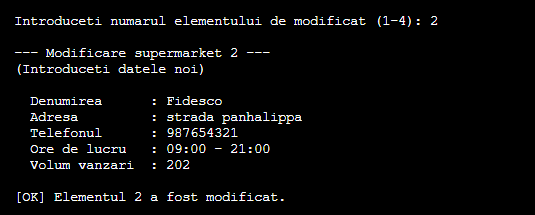 Introduceti numarul elementului de modificat (1-4): 2
--- Modificare supermarket 2 ---
(Introduceti datele noi)
Denumirea : Fidesco
Adresa : strada panhalippa
Telefonul : 987654321
Ore de lucru : 09:00 - 21:00
Volum vanzari : 202
[OK] Elementul 2 a fost modificat.